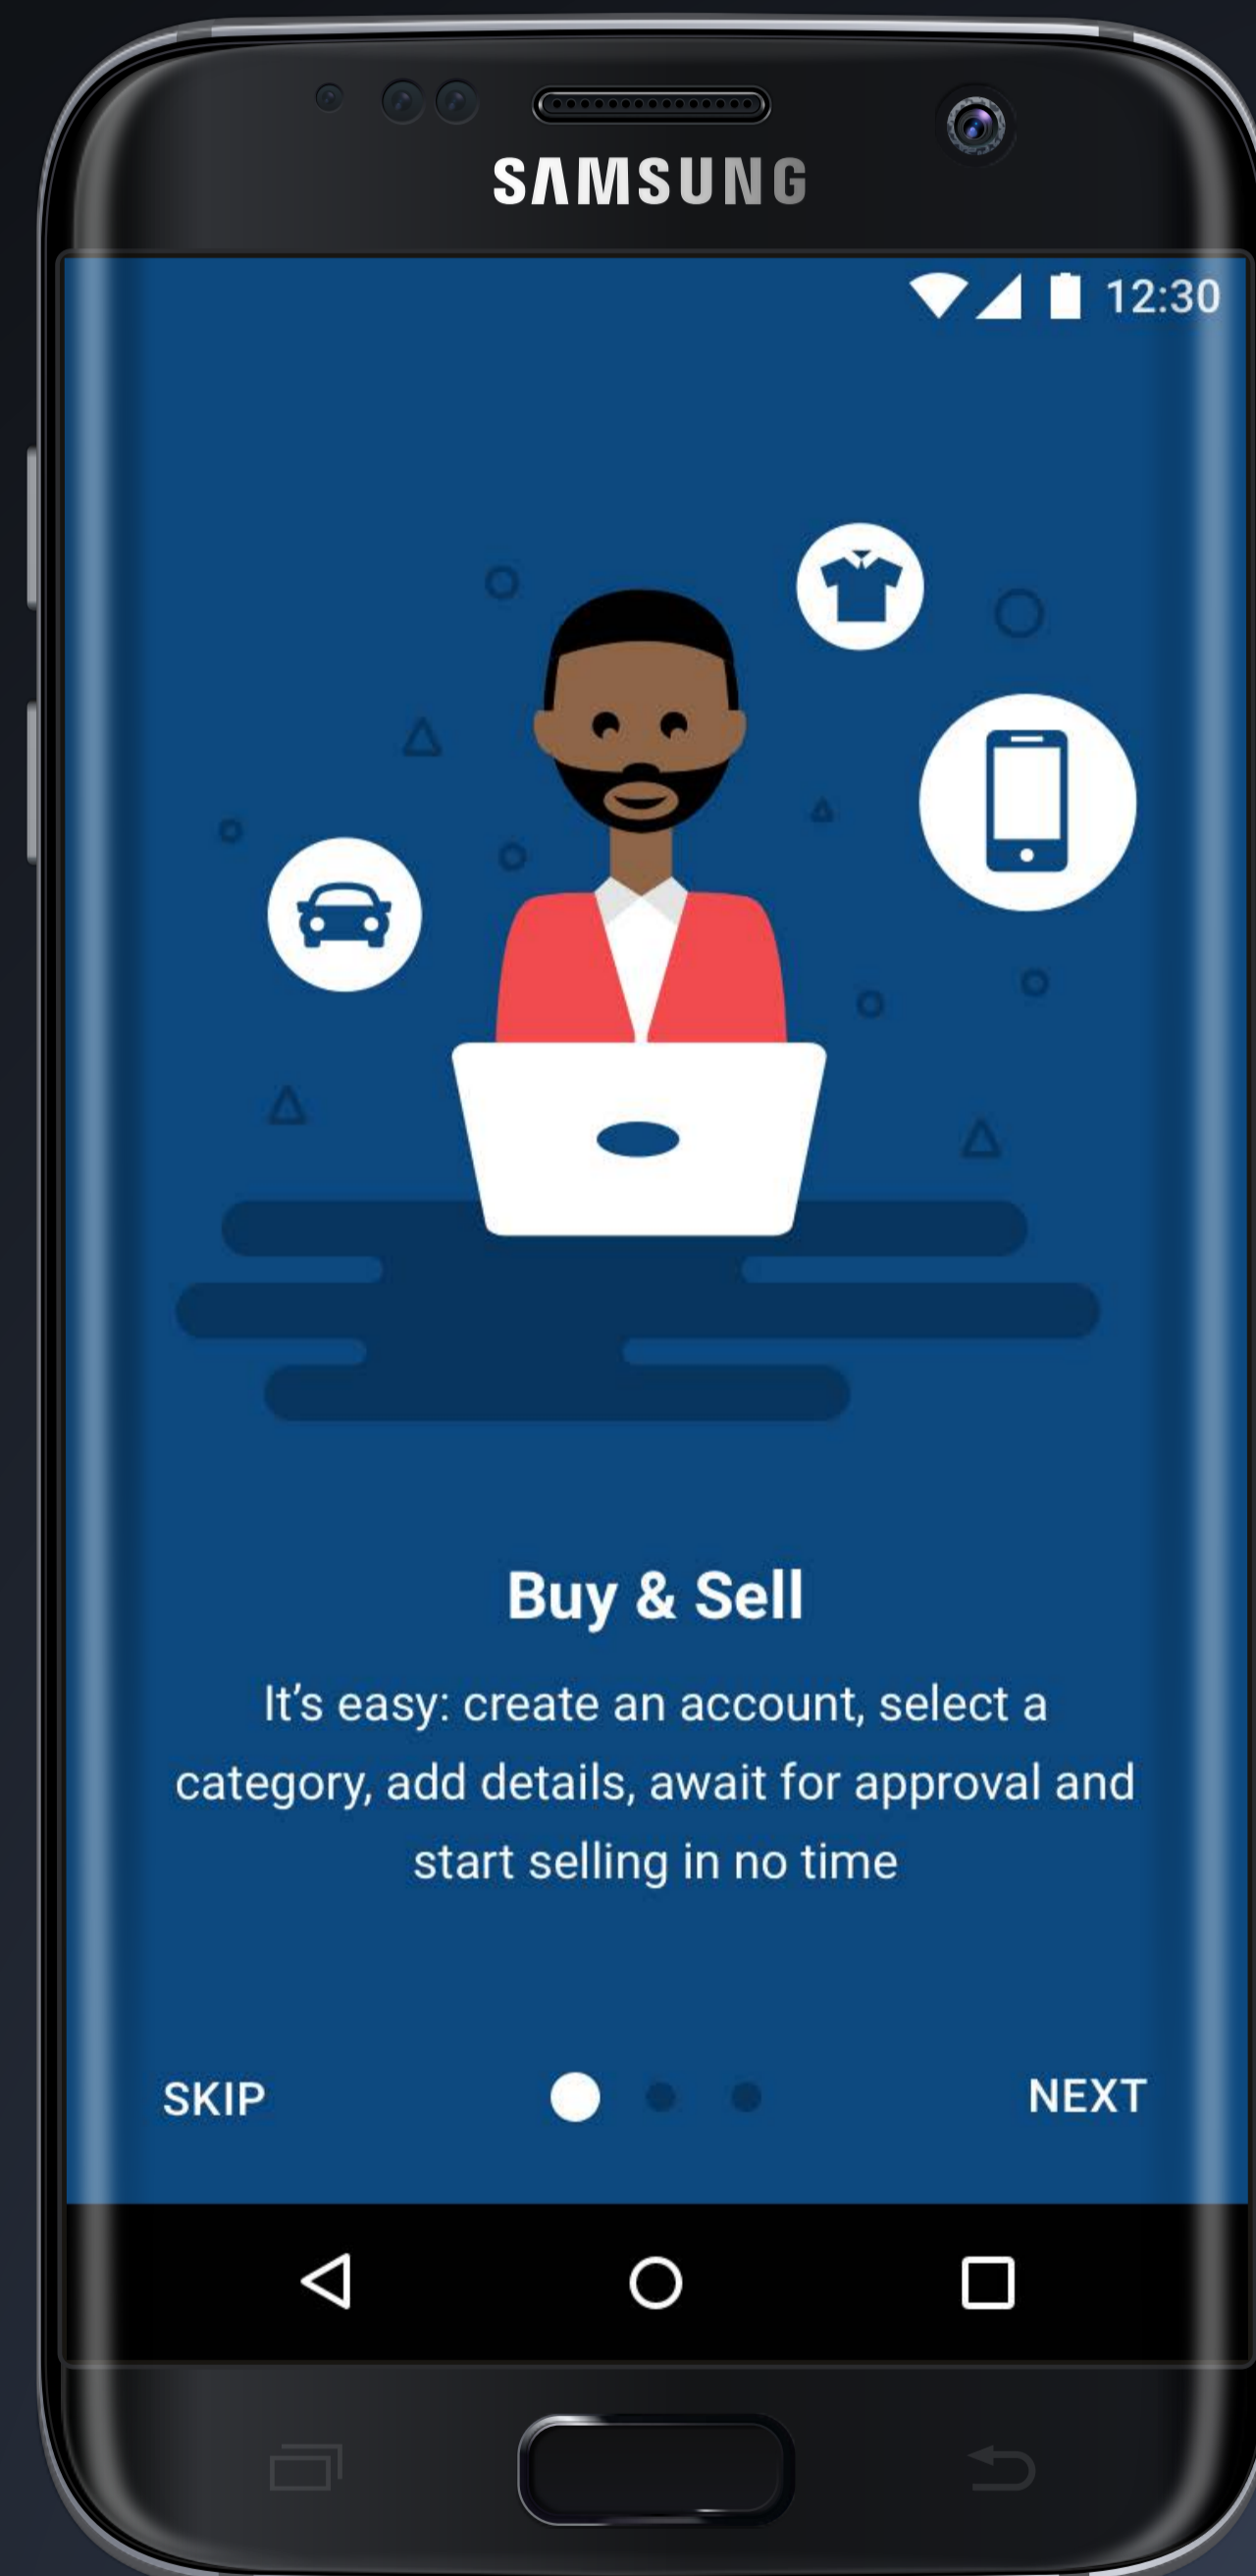 SAMSUNG
12:30
Buy & Sell
It’s easy: create an account, select a
category, add details, await for approval and
start selling in no time
SKIP
NEXT